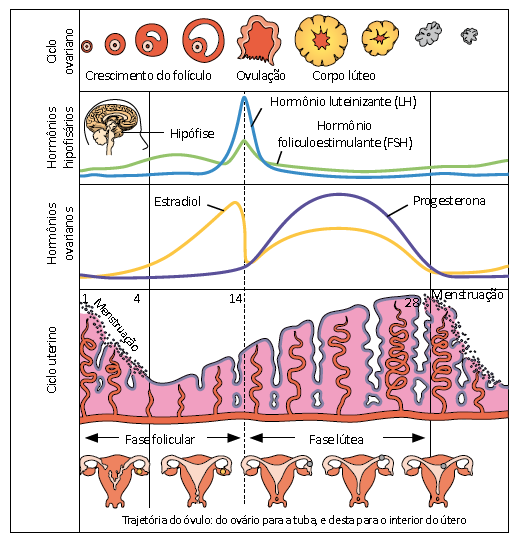 Ciclo
ovariano
Crescimento do folículo
Ovulação
Corpo lúteo
Hormônios
hipofisários
Hipófise
Hormônio luteinizante (LH)
Hormônio
foliculoestimulante (FSH)
Hormônios
ovarianos
Estradiol
Progesterona
Ciclo uterino
1
4
14
28
Menstruação
Menstruação
Fase folicular
Fase lútea
Trajetória do óvulo: do ovário para a tuba, e desta para o interior do útero